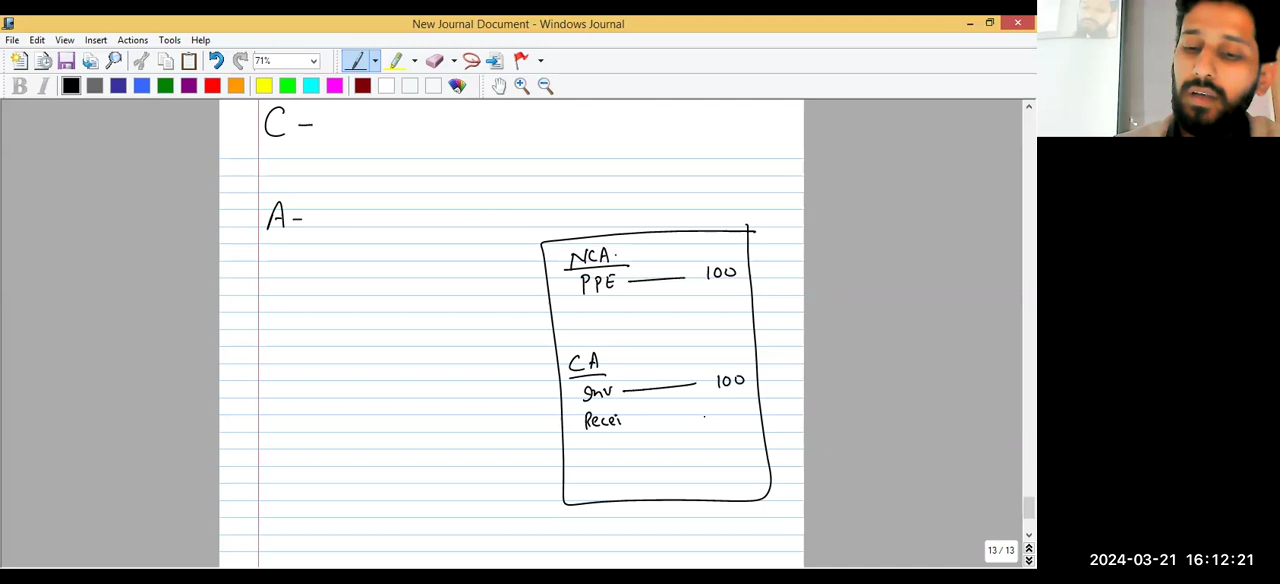 New Journal Document - Windows Journal
File Edit View Insert Actions Tools Help
71%
B I
C -
A -
NCA.
PPE 100
CA
Inv 100
Recei
13 / 13
2024-03-21 16:12:21